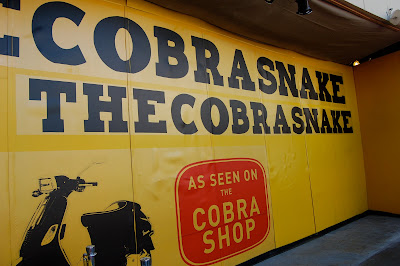 ECOBRASNAKE
THECOBRASNAKE
AS SEEN ON
THE
COBRA
SHOP